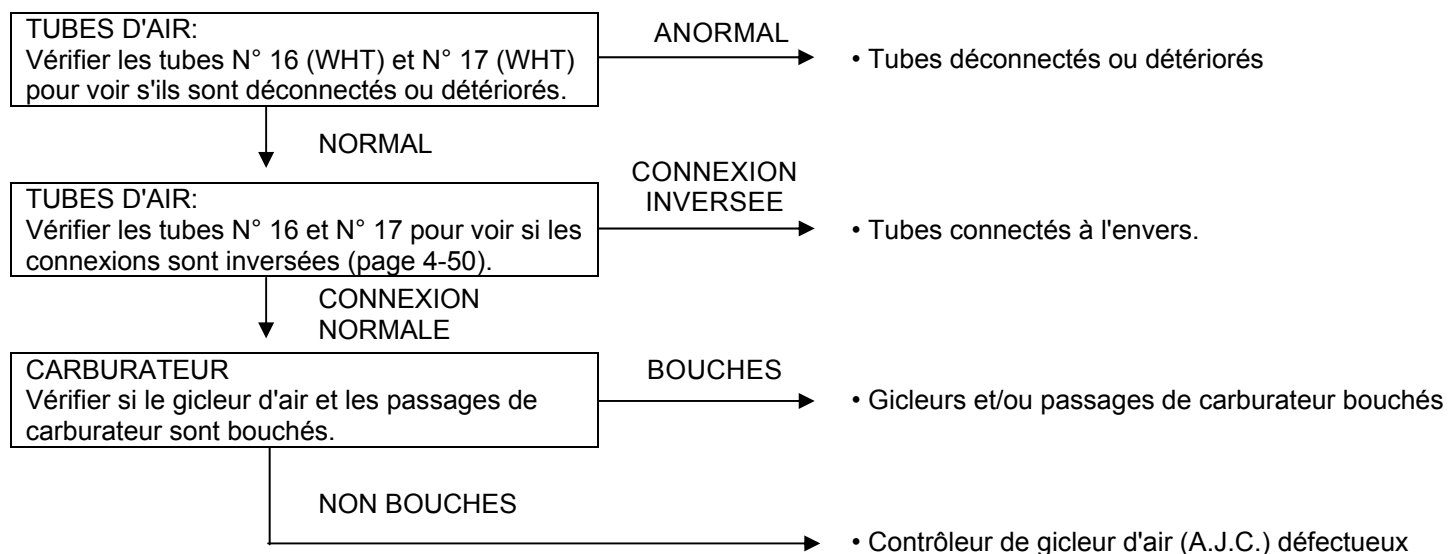 TUBES D'AIR:
Vérifier les tubes N° 16 (WHT) et N° 17 (WHT)
pour voir s'ils sont déconnectés ou détériorés.
ANORMAL
• Tubes déconnectés ou détériorés
NORMAL
TUBES D'AIR:
Vérifier les tubes N° 16 et N° 17 pour voir si les
connexions sont inversées (page 4-50).
CONNEXION
INVERSEE
• Tubes connectés à l'envers.
CONNEXION
NORMALE
CARBURATEUR
Vérifier si le gicleur d'air et les passages de
carburateur sont bouchés.
BOUCHES
• Gicleurs et/ou passages de carburateur bouchés
NON BOUCHES
• Contrôleur de gicleur d'air (A.J.C.) défectueux